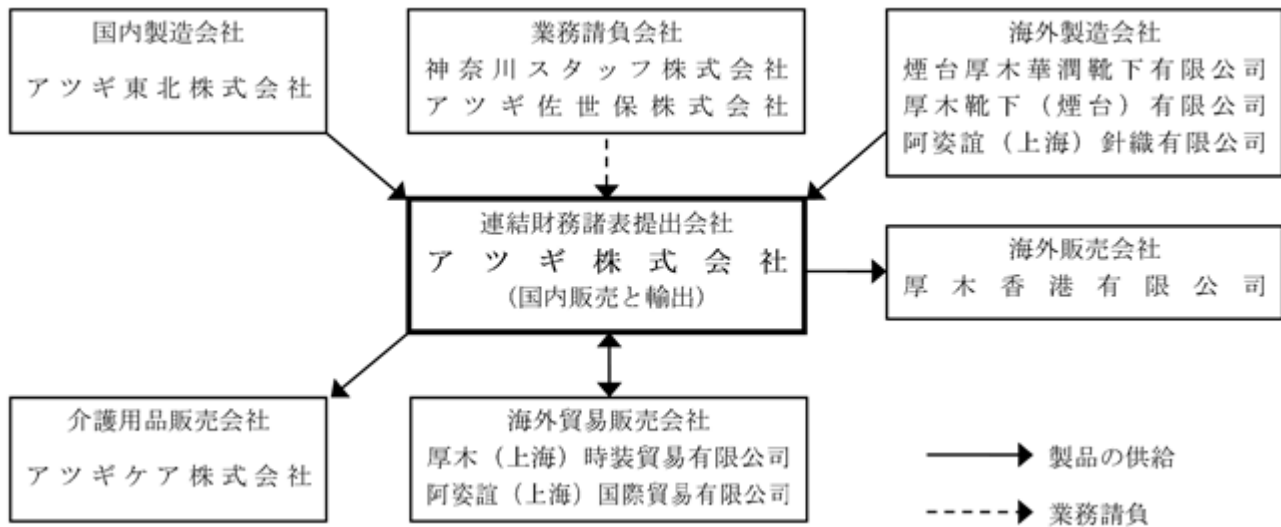 国内製造会社
アツギ東北株式会社
業務請負会社
神奈川スタッフ株式会社
アツギ佐世保株式会社
海外製造会社
煙台厚木華潤靴下有限公司
厚木靴下（煙台）有限公司
阿姿誼（上海）針織有限公司
連結財務諸表提出会社
アツギ株式会社
(国内販売と輸出)
海外販売会社
厚木香港有限公司
介護用品販売会社
アツギケア株式会社
海外貿易販売会社
厚木（上海）時装貿易有限公司
阿姿誼（上海）国際貿易有限公司
製品の供給
業務請負